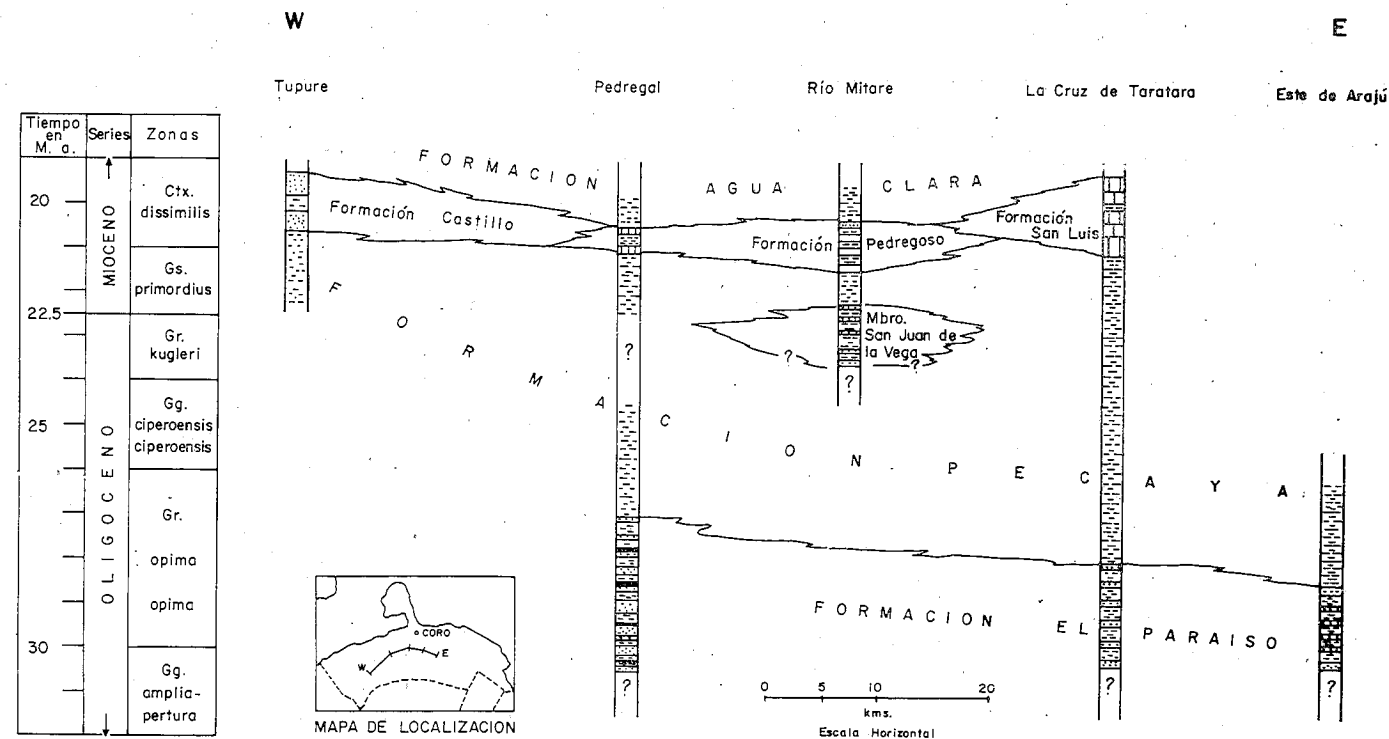 W
E
Tupure
Pedregal
Río Mitare
La Cruz de Taratara
Este de Arajú
Tiempo
en
M. a.
Series
Zonas
20
22.5
25
30
MIOCENO
OLIGOCENO
Ctx.
dissimilis
Gs.
primordius
Gr.
kugleri
Gg.
ciperoensis
ciperoensis
Gr.
opima
opima
Gg.
amplia-
pertura
FORMACION AGUA CLARA
Formación Castillo
Formación Pedregoso
Formación
San Luis
Mbro.
San Juan de
la Vega
?
?
?
?
FORMACION PECAYA
FORMACION EL PARAISO
?
?
?
CORO
W
E
MAPA DE LOCALIZACION
0 5 10 20
kms.
Escala Horizontal